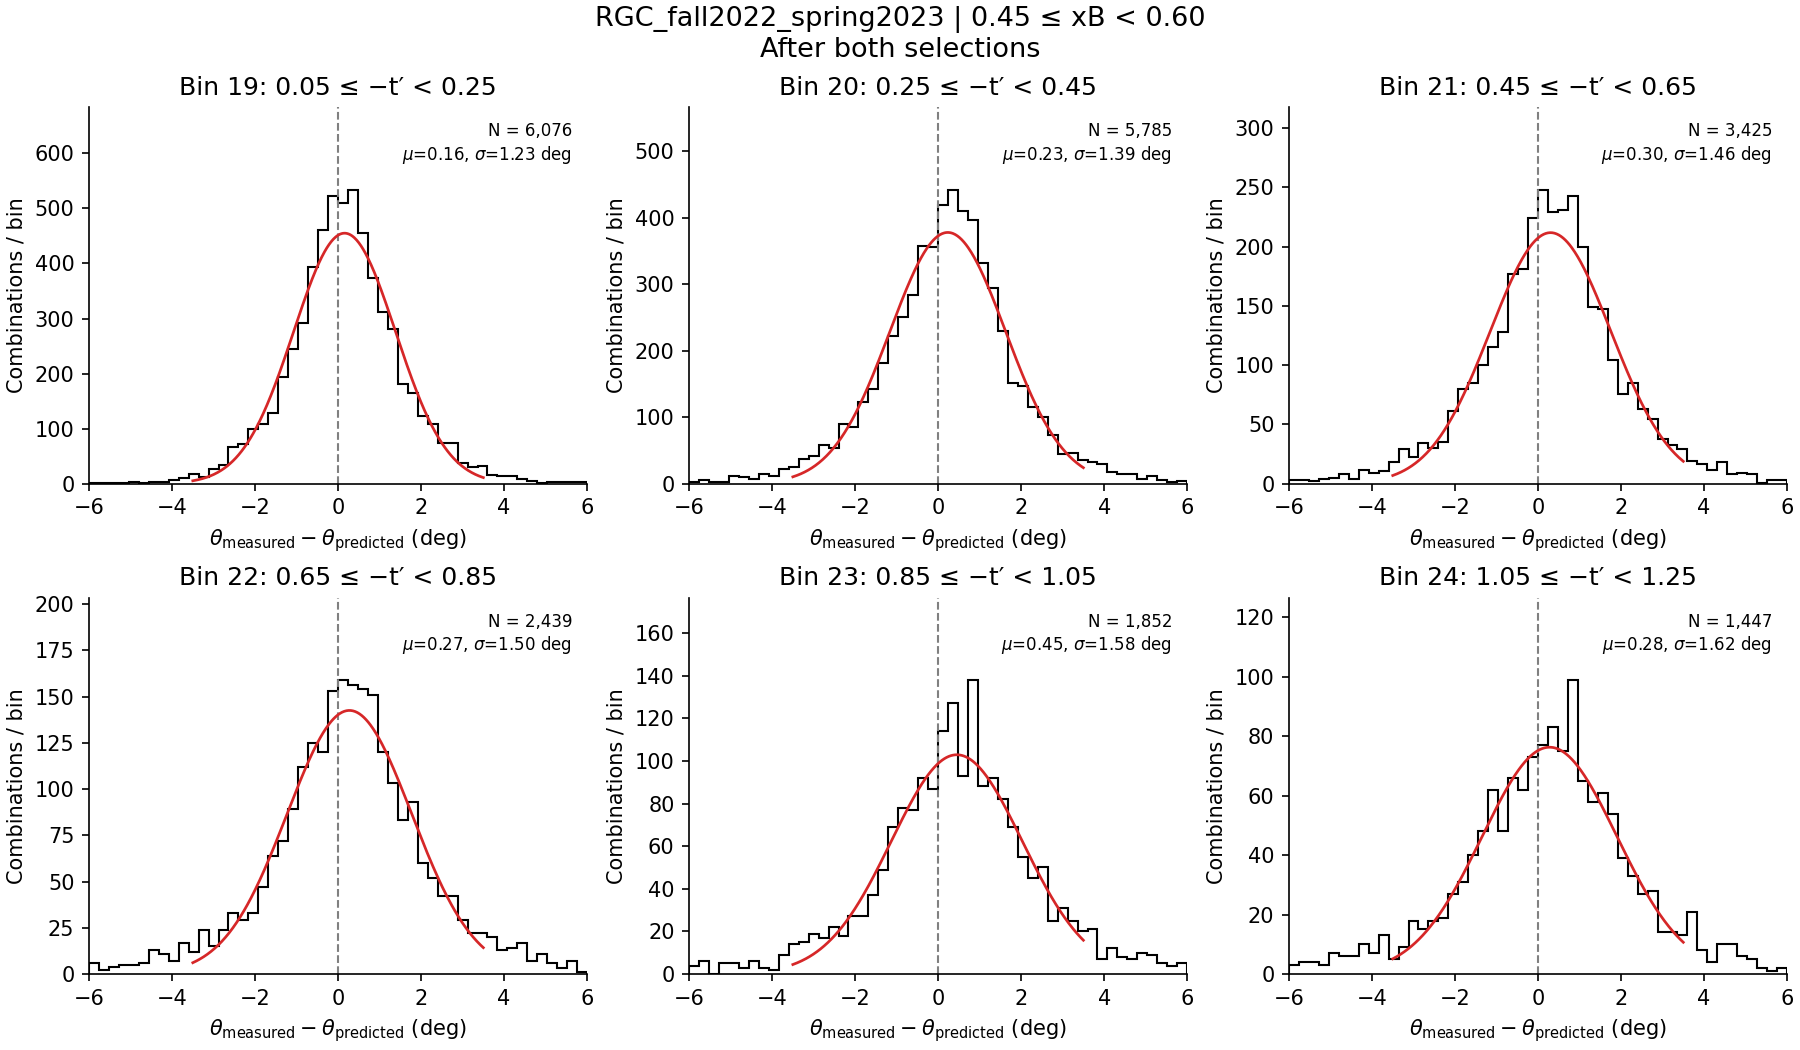 RGC_fall2022_spring2023 | 0.45 ≤ xB < 0.60
After both selections
Bin 19: 0.05 ≤ −t′ < 0.25
N = 6,076
μ=0.16, σ=1.23 deg
Combinations / bin
600
500
400
300
200
100
0
−6 −4 −2 0 2 4 6
θmeasured − θpredicted (deg)
Bin 20: 0.25 ≤ −t′ < 0.45
N = 5,785
μ=0.23, σ=1.39 deg
Combinations / bin
500
400
300
200
100
0
−6 −4 −2 0 2 4 6
θmeasured − θpredicted (deg)
Bin 21: 0.45 ≤ −t′ < 0.65
N = 3,425
μ=0.30, σ=1.46 deg
Combinations / bin
300
250
200
150
100
50
0
−6 −4 −2 0 2 4 6
θmeasured − θpredicted (deg)
Bin 22: 0.65 ≤ −t′ < 0.85
N = 2,439
μ=0.27, σ=1.50 deg
Combinations / bin
200
175
150
125
100
75
50
25
0
−6 −4 −2 0 2 4 6
θmeasured − θpredicted (deg)
Bin 23: 0.85 ≤ −t′ < 1.05
N = 1,852
μ=0.45, σ=1.58 deg
Combinations / bin
160
140
120
100
80
60
40
20
0
−6 −4 −2 0 2 4 6
θmeasured − θpredicted (deg)
Bin 24: 1.05 ≤ −t′ < 1.25
N = 1,447
μ=0.28, σ=1.62 deg
Combinations / bin
120
100
80
60
40
20
0
−6 −4 −2 0 2 4 6
θmeasured − θpredicted (deg)